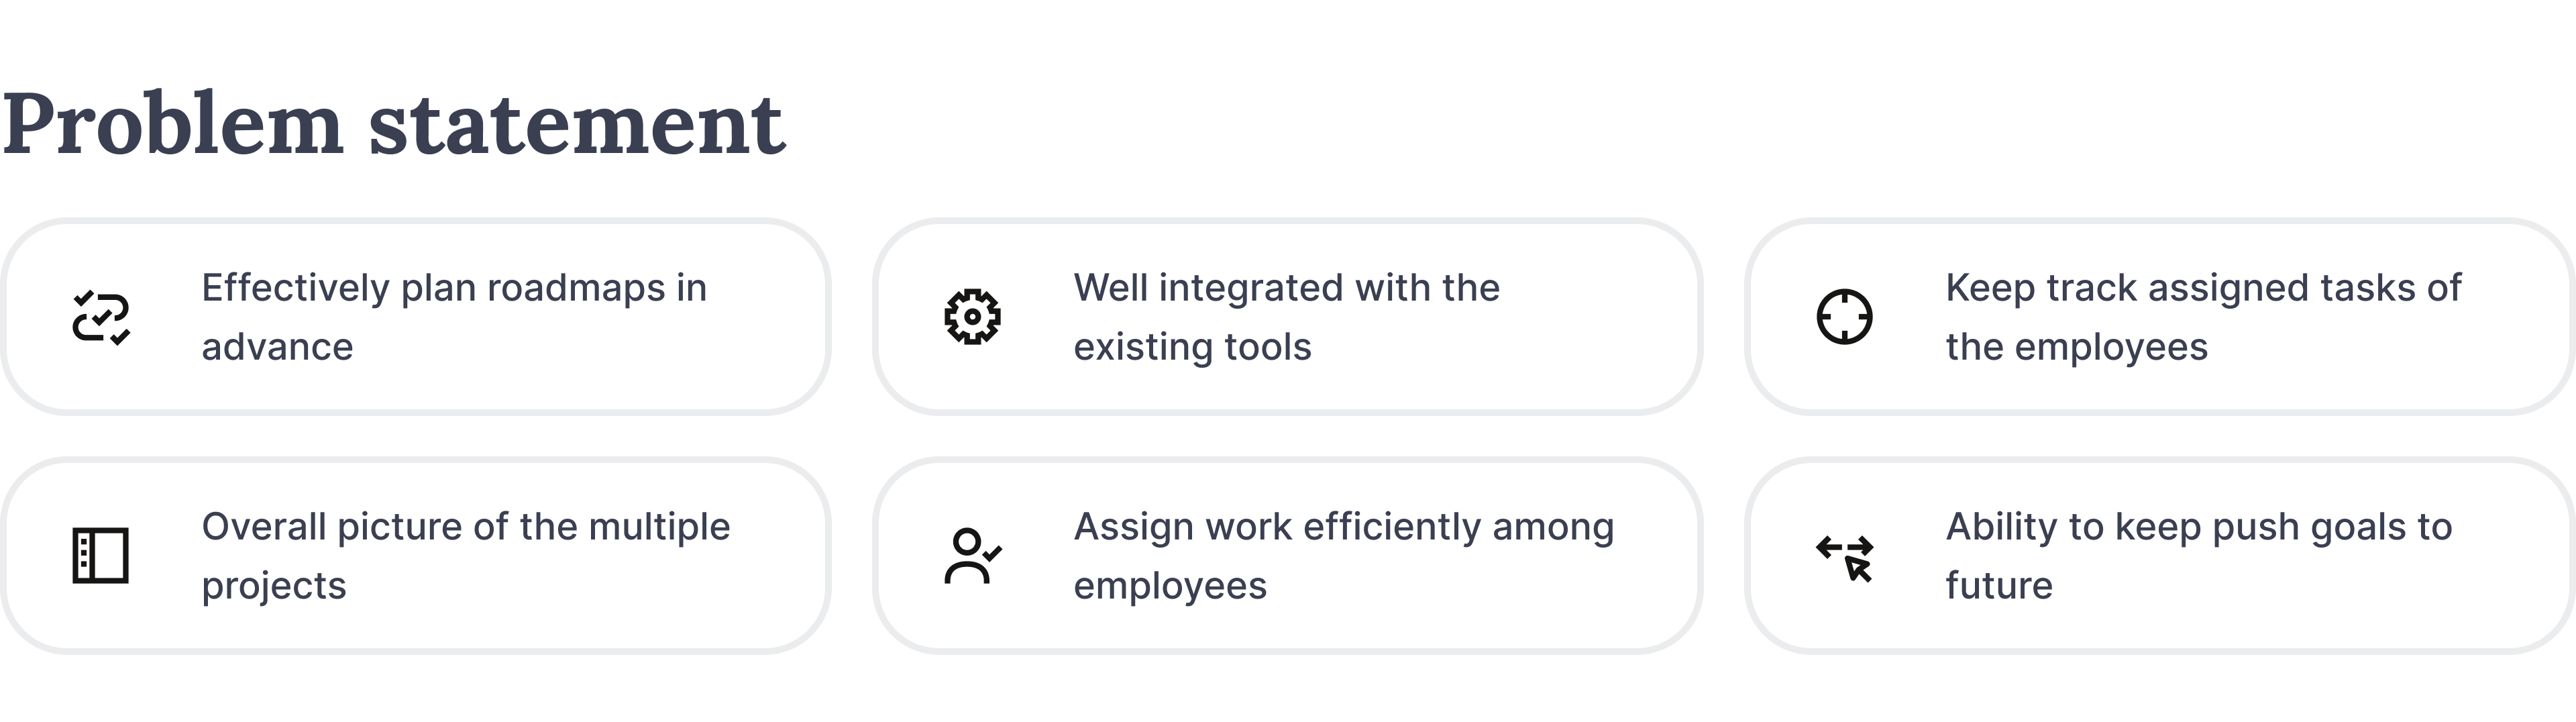 Problem statement
Effectively plan roadmaps in
advance
Well integrated with the
existing tools
Keep track assigned tasks of
the employees
Overall picture of the multiple
projects
Assign work efficiently among
employees
Ability to keep push goals to
future